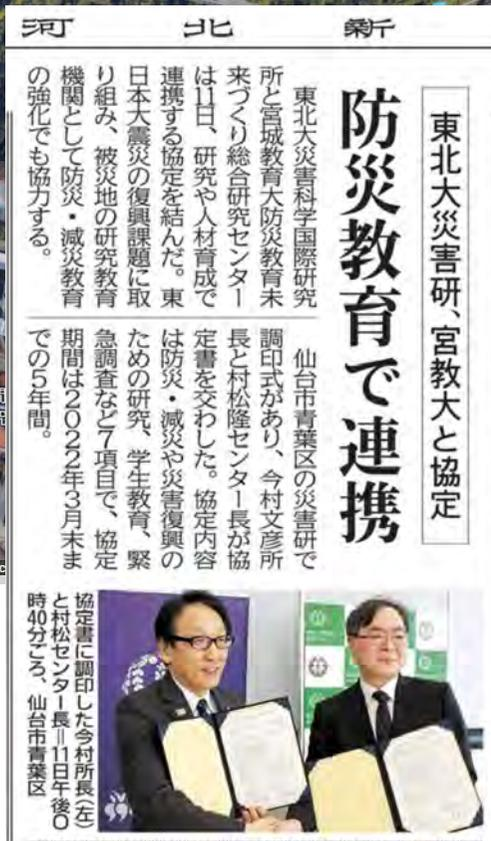 河北新
東北大災害研、宮教大と協定
防災教育で連携
東北大災害科学国際研究
所と宮城教育大防災教育未
来づくり総合研究センター
は11日、研究や人材育成で
連携する協定を結んだ。東
日本大震災の復興課題に取
り組み、被災地の研究教育
機関として防災・減災教育
の強化でも協力する。
仙台市青葉区の災害研で
調印式があり、今村文彦所
長と村松隆センター長が協
定書を交わした。協定内容
は防災・減災や災害復興の
ための研究、学生教育、緊
急調査など7項目で、協定
期間は2022年3月末ま
での5年間。
協定書に調印した今村所長(左)
と村松センター長=11日午後0
時40分ごろ、仙台市青葉区